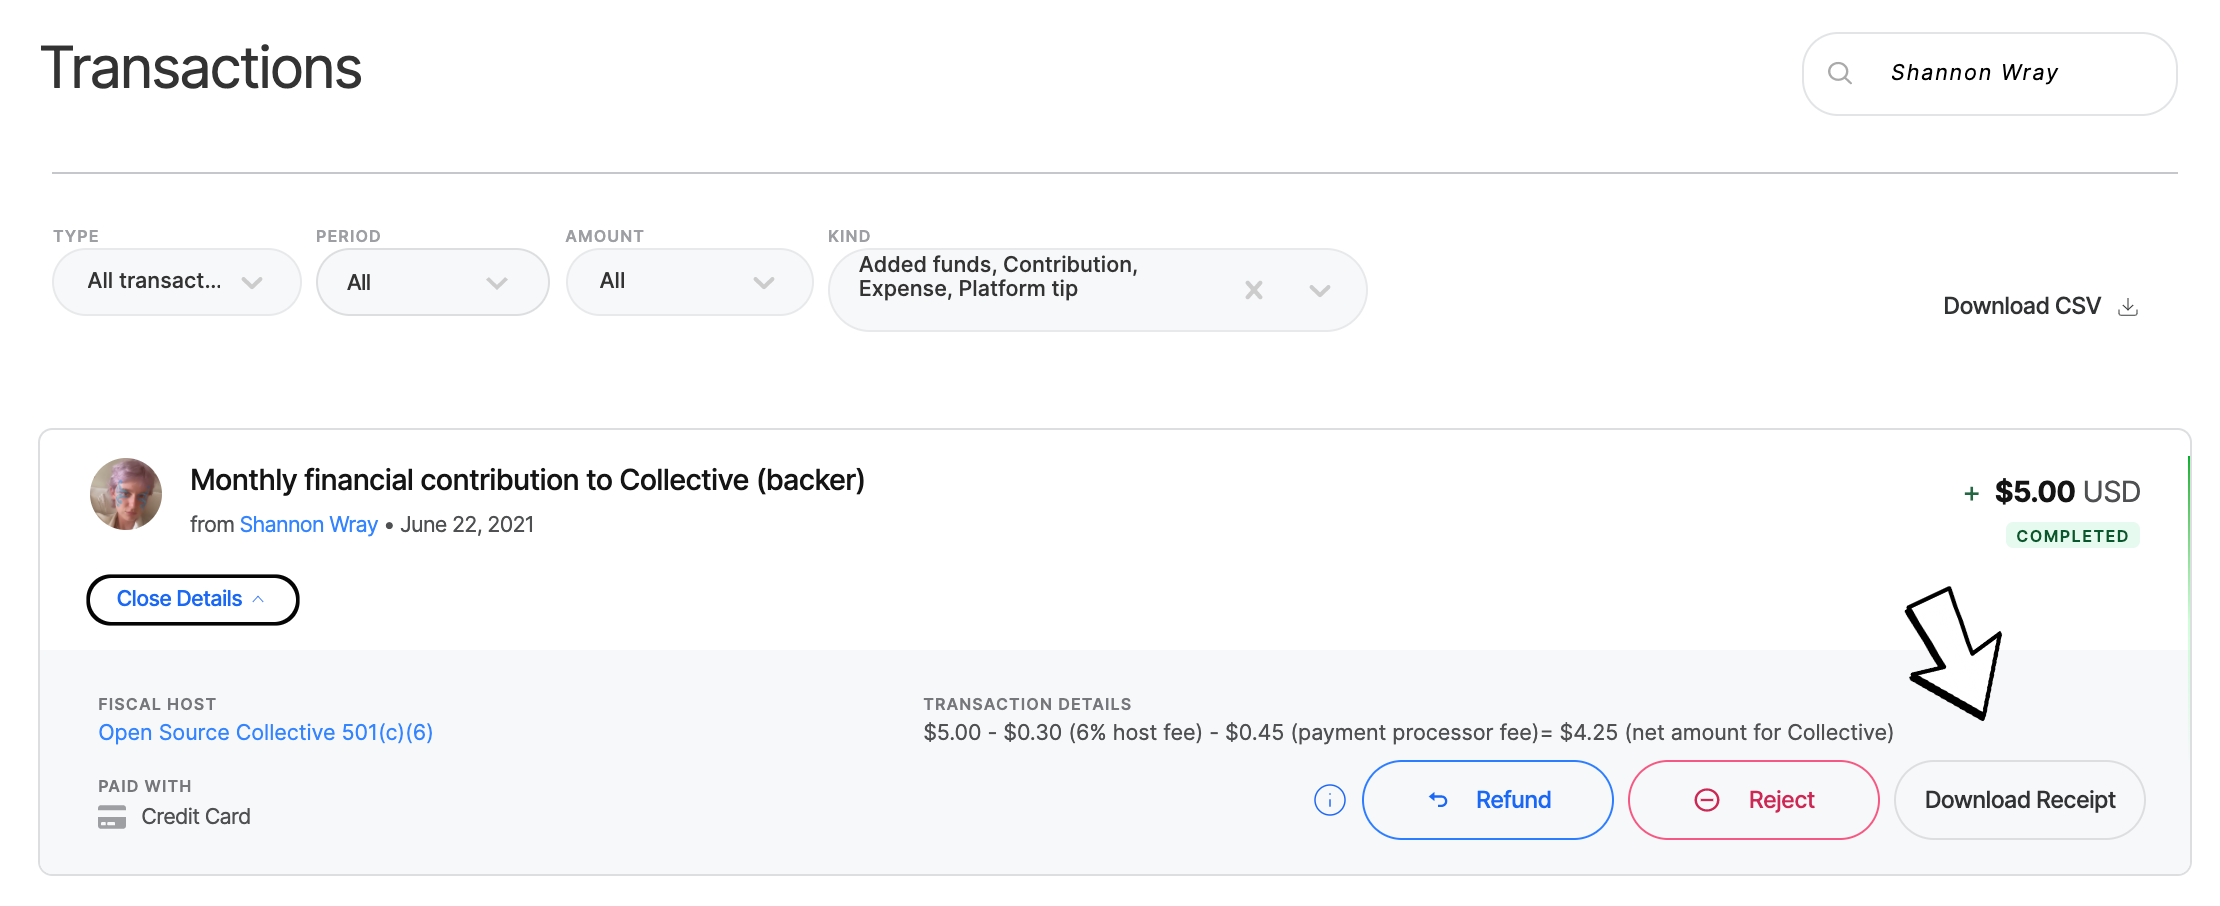 Transactions
Shannon Wray
TYPE
All transact...
PERIOD
All
AMOUNT
All
KIND
Added funds, Contribution,
Expense, Platform tip
Download CSV
Monthly financial contribution to Collective (backer)
from Shannon Wray • June 22, 2021
+ $5.00 USD
COMPLETED
Close Details
FISCAL HOST
Open Source Collective 501(c)(6)
TRANSACTION DETAILS
$5.00 - $0.30 (6% host fee) - $0.45 (payment processor fee)= $4.25 (net amount for Collective)
PAID WITH
Credit Card
Refund
Reject
Download Receipt